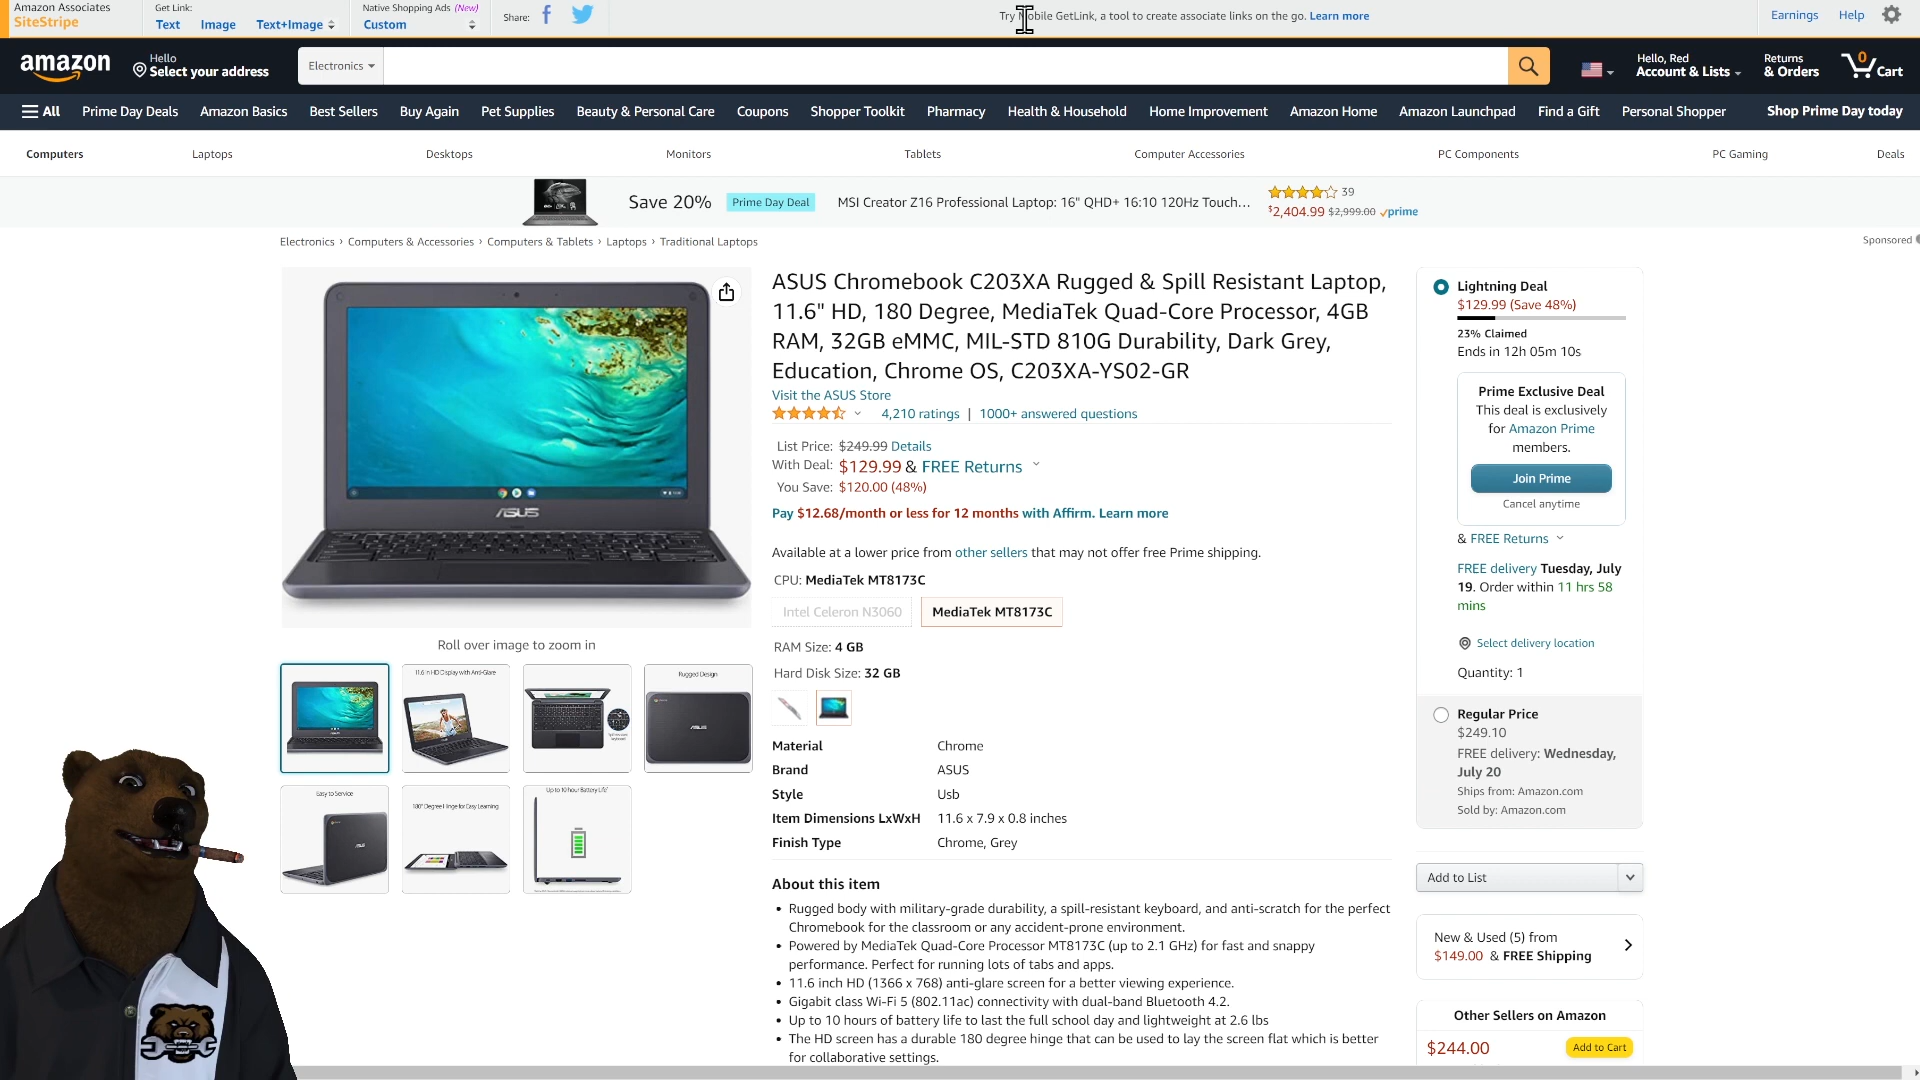 Amazon Associates
SiteStripe
Get Link:
Text Image Text+Image
Native Shopping Ads (New)
Custom
Share:
Try Mobile GetLink, a tool to create associate links on the go. Learn more
Earnings Help
amazon
Hello
Select your address
Electronics
Hello, Red
Account & Lists
Returns
& Orders
0
Cart
All Prime Day Deals Amazon Basics Best Sellers Buy Again Pet Supplies Beauty & Personal Care Coupons Shopper Toolkit Pharmacy Health & Household Home Improvement Amazon Home Amazon Launchpad Find a Gift Personal Shopper Shop Prime Day today
Computers Laptops Desktops Monitors Tablets Computer Accessories PC Components PC Gaming Deals
Save 20% Prime Day Deal MSI Creator Z16 Professional Laptop: 16" QHD+ 16:10 120Hz Touch...
39
$2,404.99 $2,999.00 prime
Electronics › Computers & Accessories › Computers & Tablets › Laptops › Traditional Laptops
Sponsored
ASUS
Roll over image to zoom in
11.6 in HD Display with Anti-Glare
Rugged Design
ASUS
Easy to Service
180° Degree Hinge for Easy Learning
Up to 10 hour Battery Life
ASUS Chromebook C203XA Rugged & Spill Resistant Laptop,
11.6" HD, 180 Degree, MediaTek Quad-Core Processor, 4GB
RAM, 32GB eMMC, MIL-STD 810G Durability, Dark Grey,
Education, Chrome OS, C203XA-YS02-GR
Visit the ASUS Store
4,210 ratings | 1000+ answered questions
List Price: $249.99 Details
With Deal: $129.99 & FREE Returns
You Save: $120.00 (48%)
Pay $12.68/month or less for 12 months with Affirm. Learn more
Available at a lower price from other sellers that may not offer free Prime shipping.
CPU: MediaTek MT8173C
Intel Celeron N3060 MediaTek MT8173C
RAM Size: 4 GB
Hard Disk Size: 32 GB
Material Chrome
Brand ASUS
Style Usb
Item Dimensions LxWxH 11.6 x 7.9 x 0.8 inches
Finish Type Chrome, Grey
About this item
• Rugged body with military-grade durability, a spill-resistant keyboard, and anti-scratch for the perfect
Chromebook for the classroom or any accident-prone environment.
• Powered by MediaTek Quad-Core Processor MT8173C (up to 2.1 GHz) for fast and snappy
performance. Perfect for running lots of tabs and apps.
• 11.6 inch HD (1366 x 768) anti-glare screen for a better viewing experience.
• Gigabit class Wi-Fi 5 (802.11ac) connectivity with dual-band Bluetooth 4.2.
• Up to 10 hours of battery life to last the full school day and lightweight at 2.6 lbs
• The HD screen has a durable 180 degree hinge that can be used to lay the screen flat which is better
for collaborative settings.
Lightning Deal
$129.99 (Save 48%)
23% Claimed
Ends in 12h 05m 10s
Prime Exclusive Deal
This deal is exclusively
for Amazon Prime
members.
Join Prime
Cancel anytime
& FREE Returns
FREE delivery Tuesday, July
19. Order within 11 hrs 58
mins
Select delivery location
Quantity: 1
Regular Price
$249.10
FREE delivery: Wednesday,
July 20
Ships from: Amazon.com
Sold by: Amazon.com
Add to List
New & Used (5) from
$149.00 & FREE Shipping
Other Sellers on Amazon
$244.00 Add to Cart